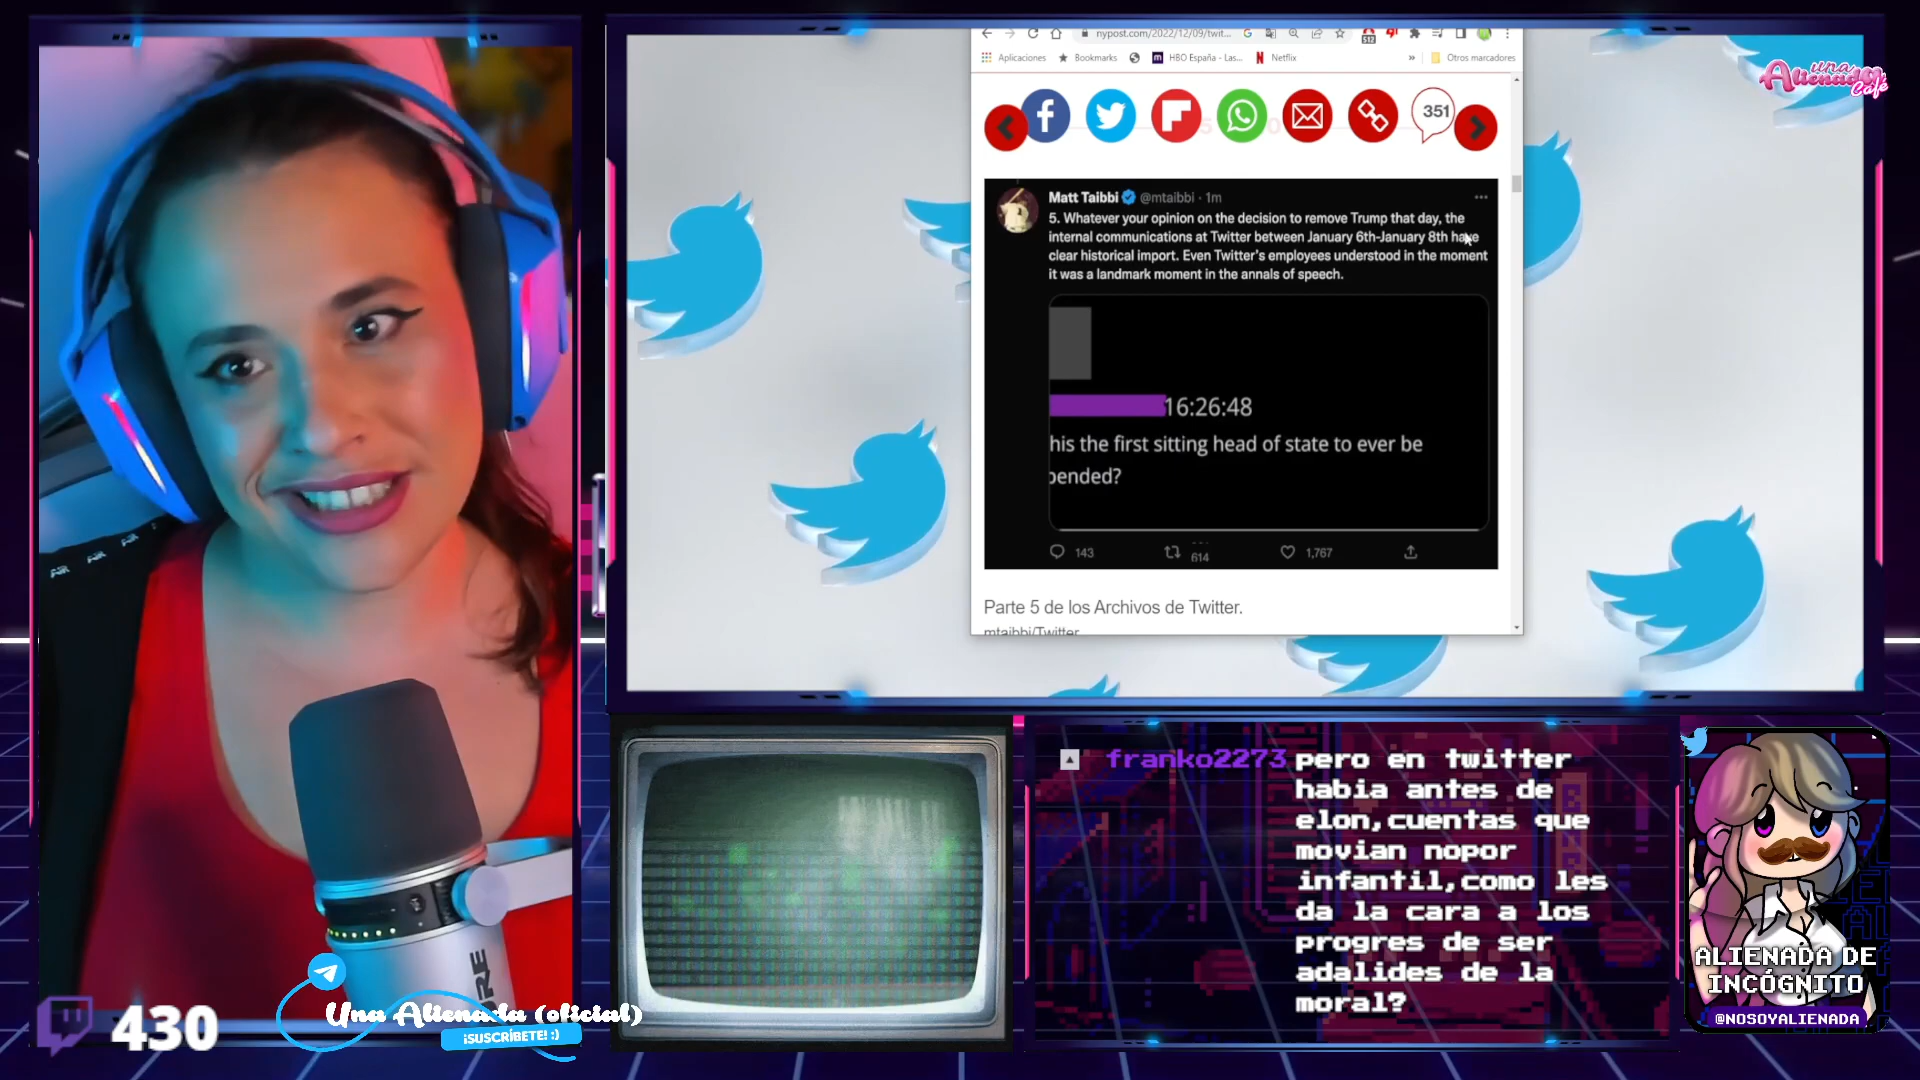 nypost.com/2022/12/09/twit...
512
Aplicaciones
Bookmarks
HBO España - Las...
Netflix
»
Otros marcadores
una
Alienada
Café
351
Matt Taibbi @mtaibbi · 1m
5. Whatever your opinion on the decision to remove Trump that day, the
internal communications at Twitter between January 6th-January 8th have
clear historical import. Even Twitter's employees understood in the moment
it was a landmark moment in the annals of speech.
16:26:48
his the first sitting head of state to ever be
pended?
143
614
1,767
Parte 5 de los Archivos de Twitter.
mtaibbi/Twitter
franko2273 pero en twitter
habia antes de
elon,cuentas que
movian nopor
infantil,como les
da la cara a los
progres de ser
adalides de la
moral?
ALIENADA DE
INCÓGNITO
@NOSOYALIENADA
430
Una Alienada (oficial)
¡SUSCRÍBETE! :)